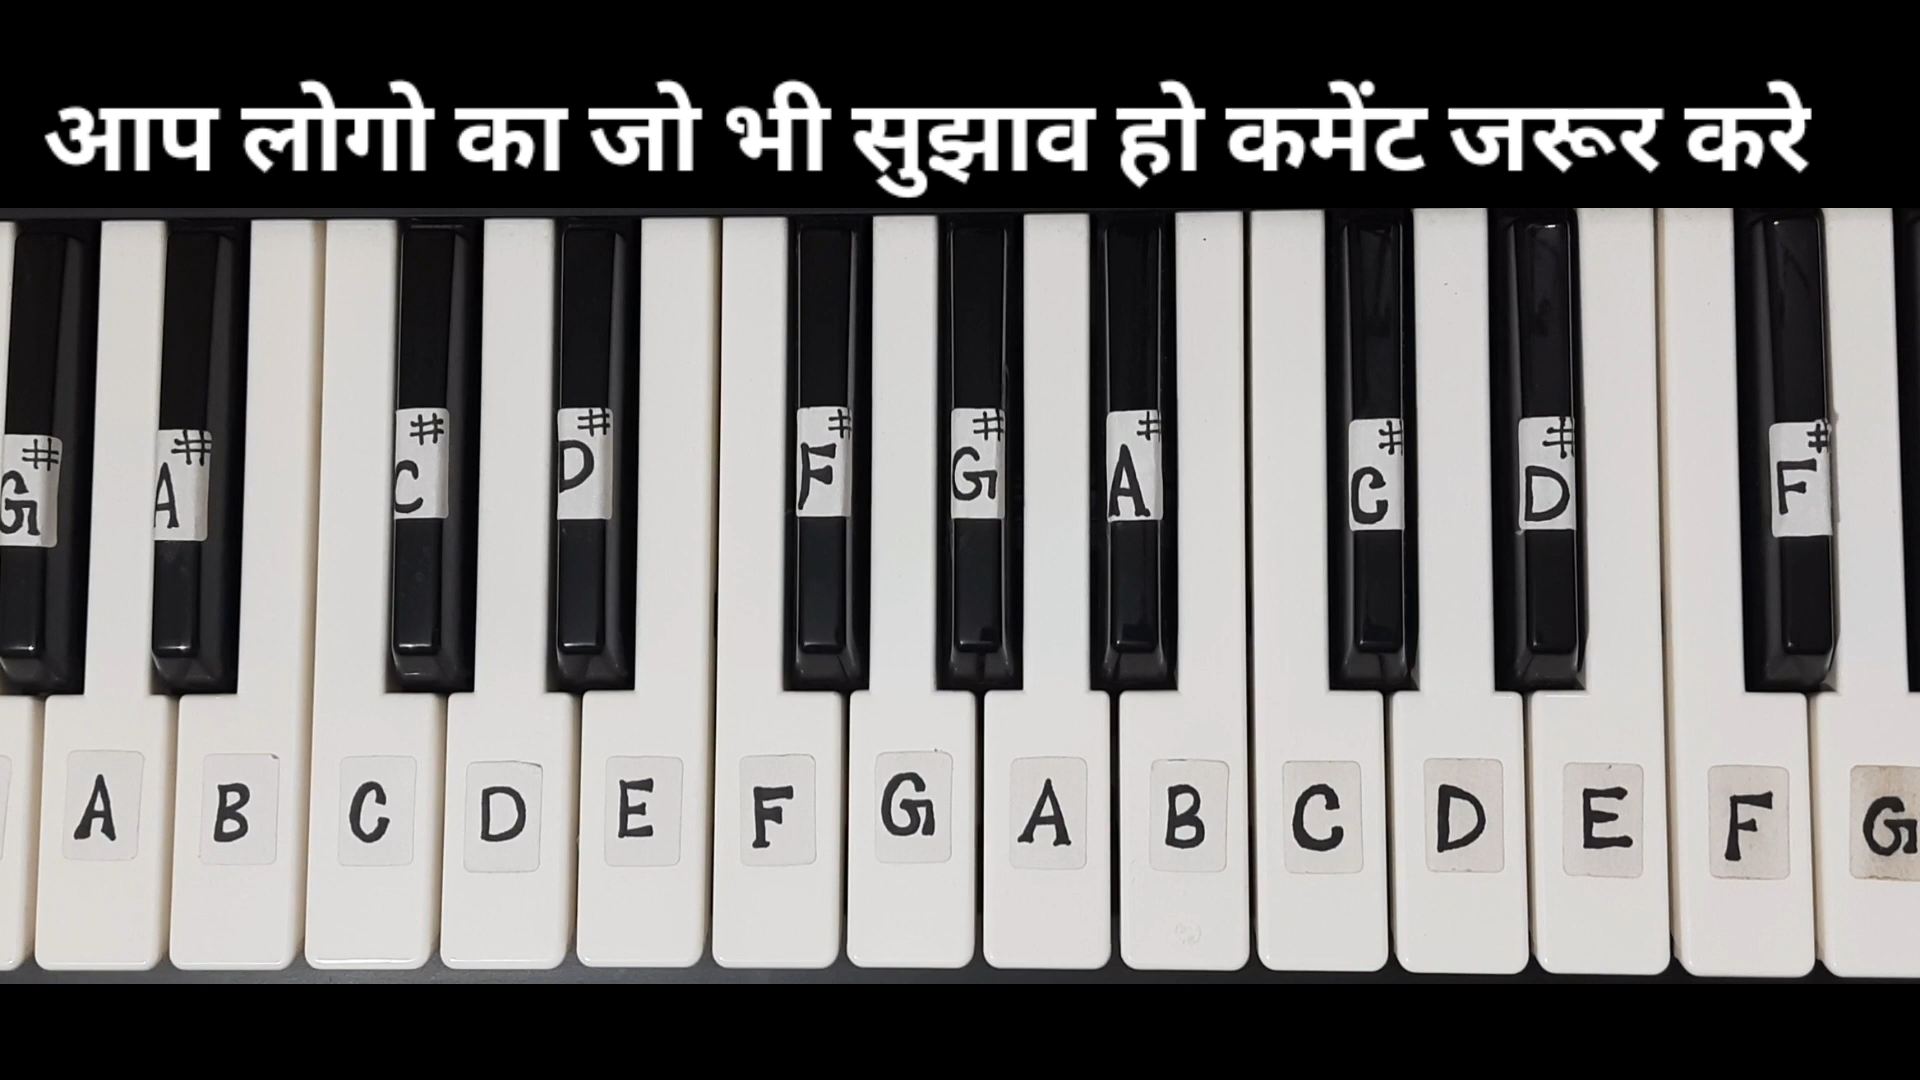 आप लोगो का जो भी सुझाव हो कमेंट जरूर करे
G# A# C# D# F# G# A# C# D# F#
A B C D E F G A B C D E F G